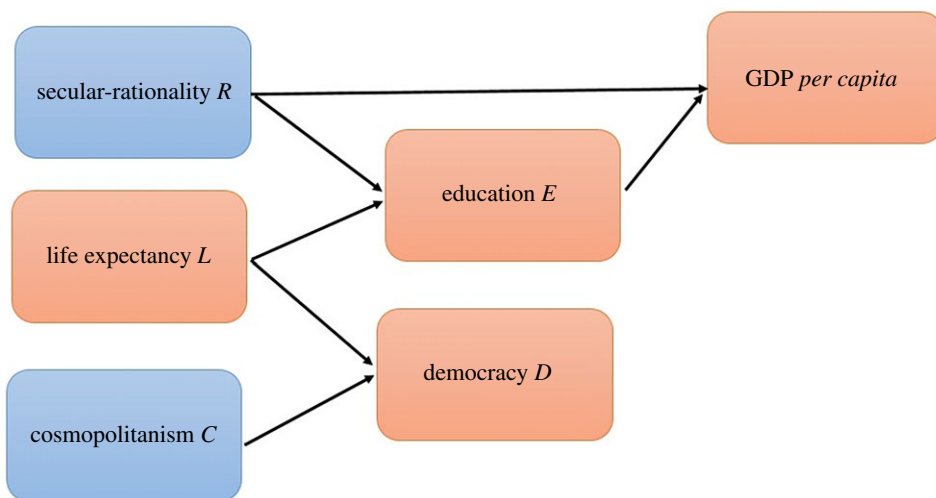 secular-rationality R
GDP per capita
education E
life expectancy L
democracy D
cosmopolitanism C